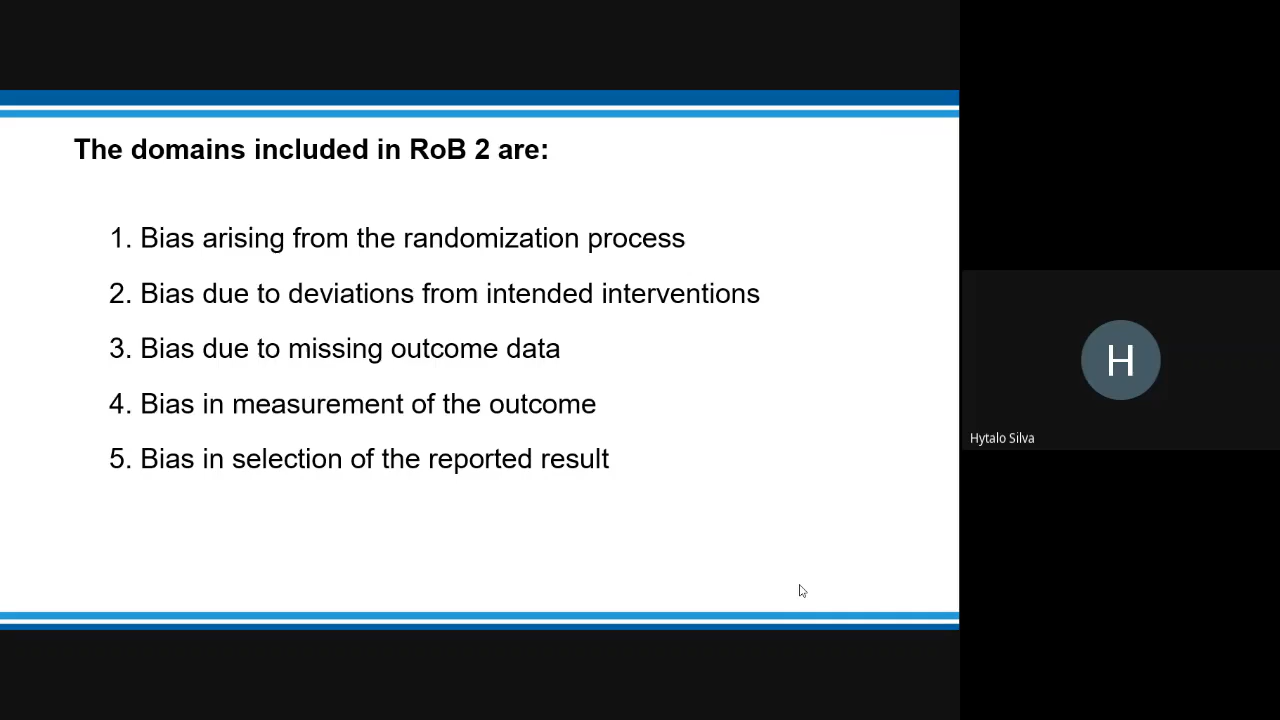 The domains included in RoB 2 are:
1. Bias arising from the randomization process
2. Bias due to deviations from intended interventions
3. Bias due to missing outcome data
4. Bias in measurement of the outcome
5. Bias in selection of the reported result
H
Hytalo Silva